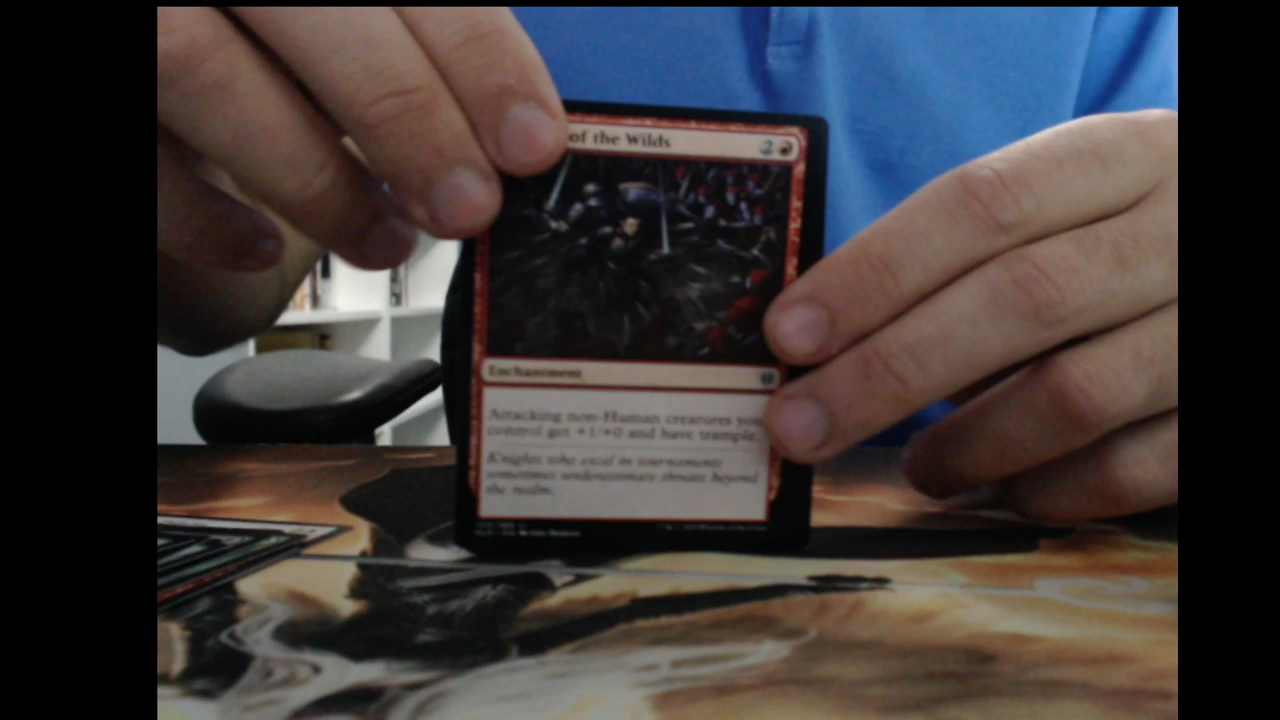 of the Wilds 2
Enchantment
Attacking non-Human creatures you
control get +1/+0 and have trample.
Knights who excel in tournaments
sometimes underestimate threats beyond
the realm.